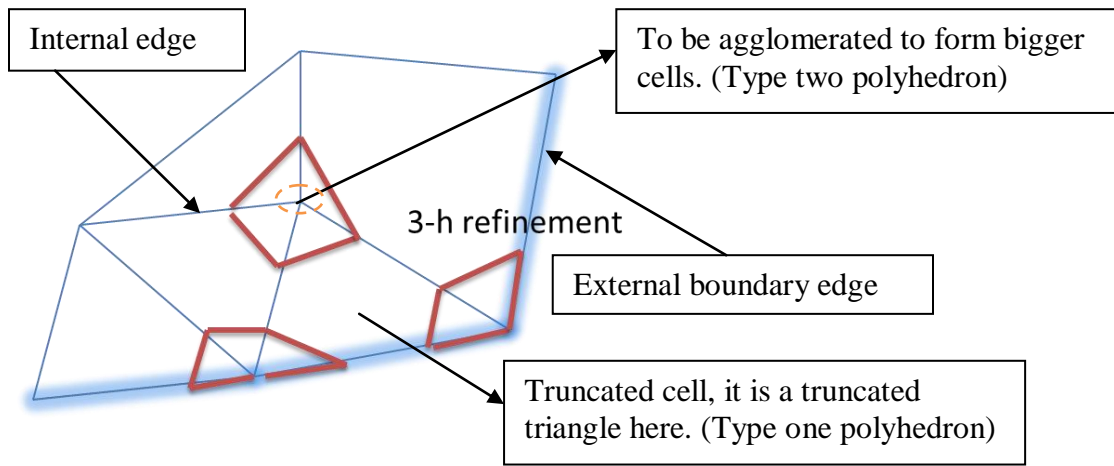 Internal edge
To be agglomerated to form bigger
cells. (Type two polyhedron)
3-h refinement
External boundary edge
Truncated cell, it is a truncated
triangle here. (Type one polyhedron)